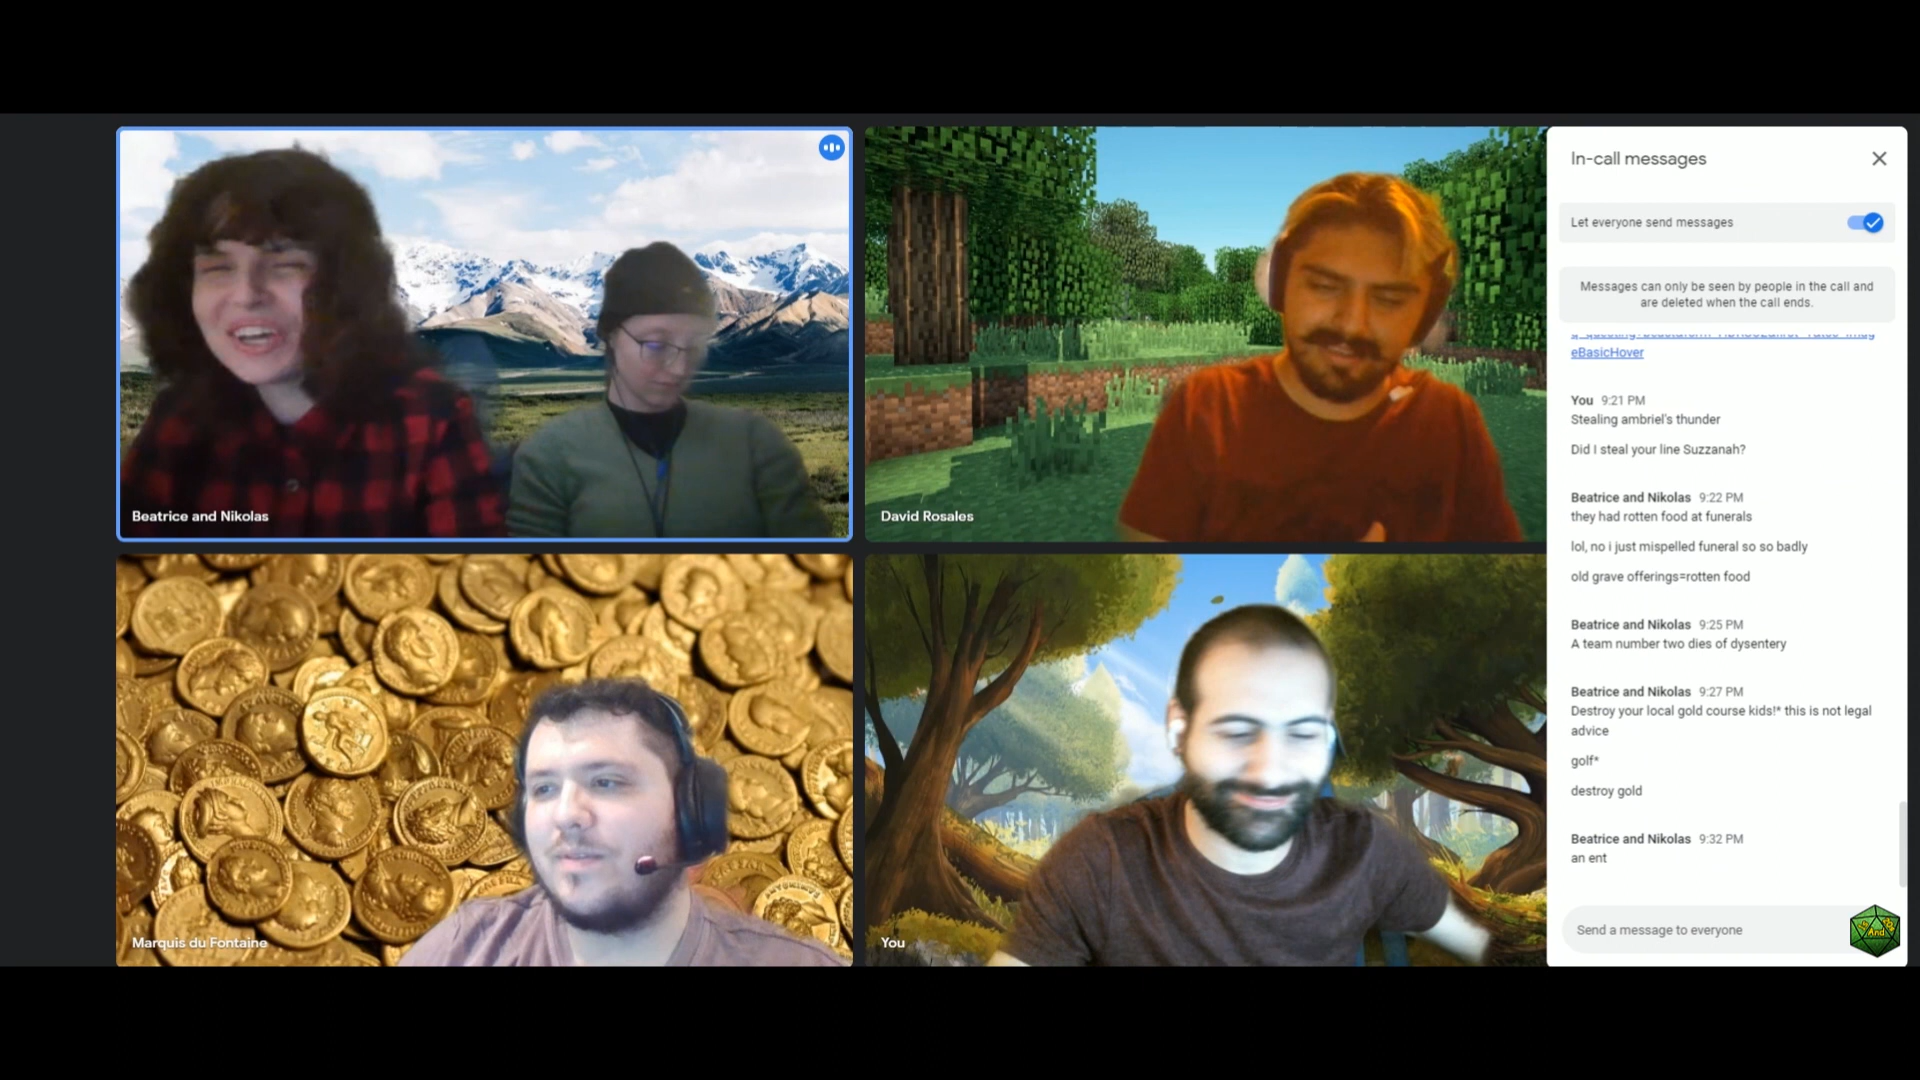 Beatrice and Nikolas
David Rosales
Marquis du Fontaine
You
In-call messages
Let everyone send messages
Messages can only be seen by people in the call and
are deleted when the call ends.
eBasicHover
You 9:21 PM
Stealing ambriel's thunder
Did I steal your line Suzzanah?
Beatrice and Nikolas 9:22 PM
they had rotten food at funerals
lol, no i just mispelled funeral so so badly
old grave offerings=rotten food
Beatrice and Nikolas 9:25 PM
A team number two dies of dysentery
Beatrice and Nikolas 9:27 PM
Destroy your local gold course kids!* this is not legal
advice
golf*
destroy gold
Beatrice and Nikolas 9:32 PM
an ent
Send a message to everyone
And